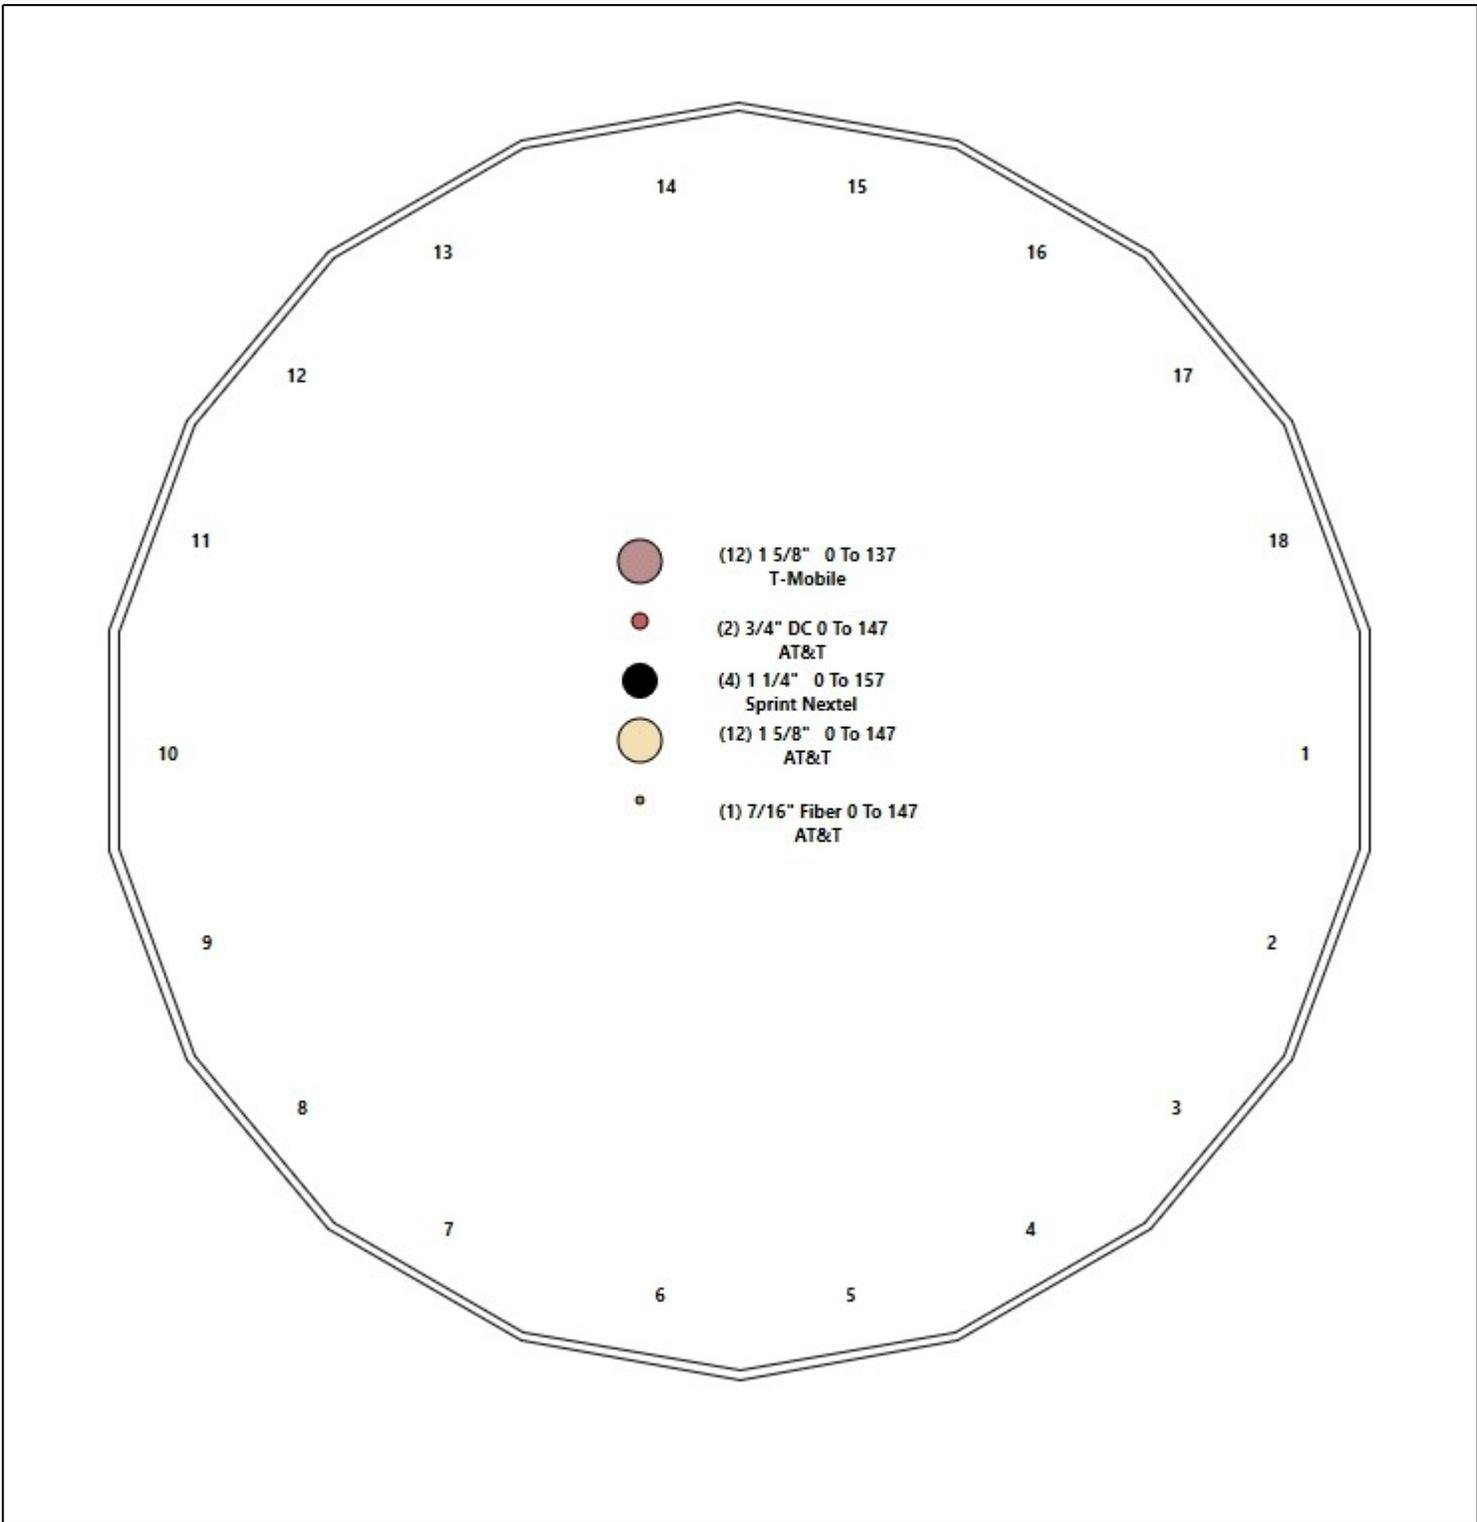 14
15
13
16
12
17
11
18
(12) 1 5/8" 0 To 137
T-Mobile
(2) 3/4" DC 0 To 147
AT&T
(4) 1 1/4" 0 To 157
Sprint Nextel
(12) 1 5/8" 0 To 147
AT&T
10
1
(1) 7/16" Fiber 0 To 147
AT&T
9
2
8
3
7
4
6
5